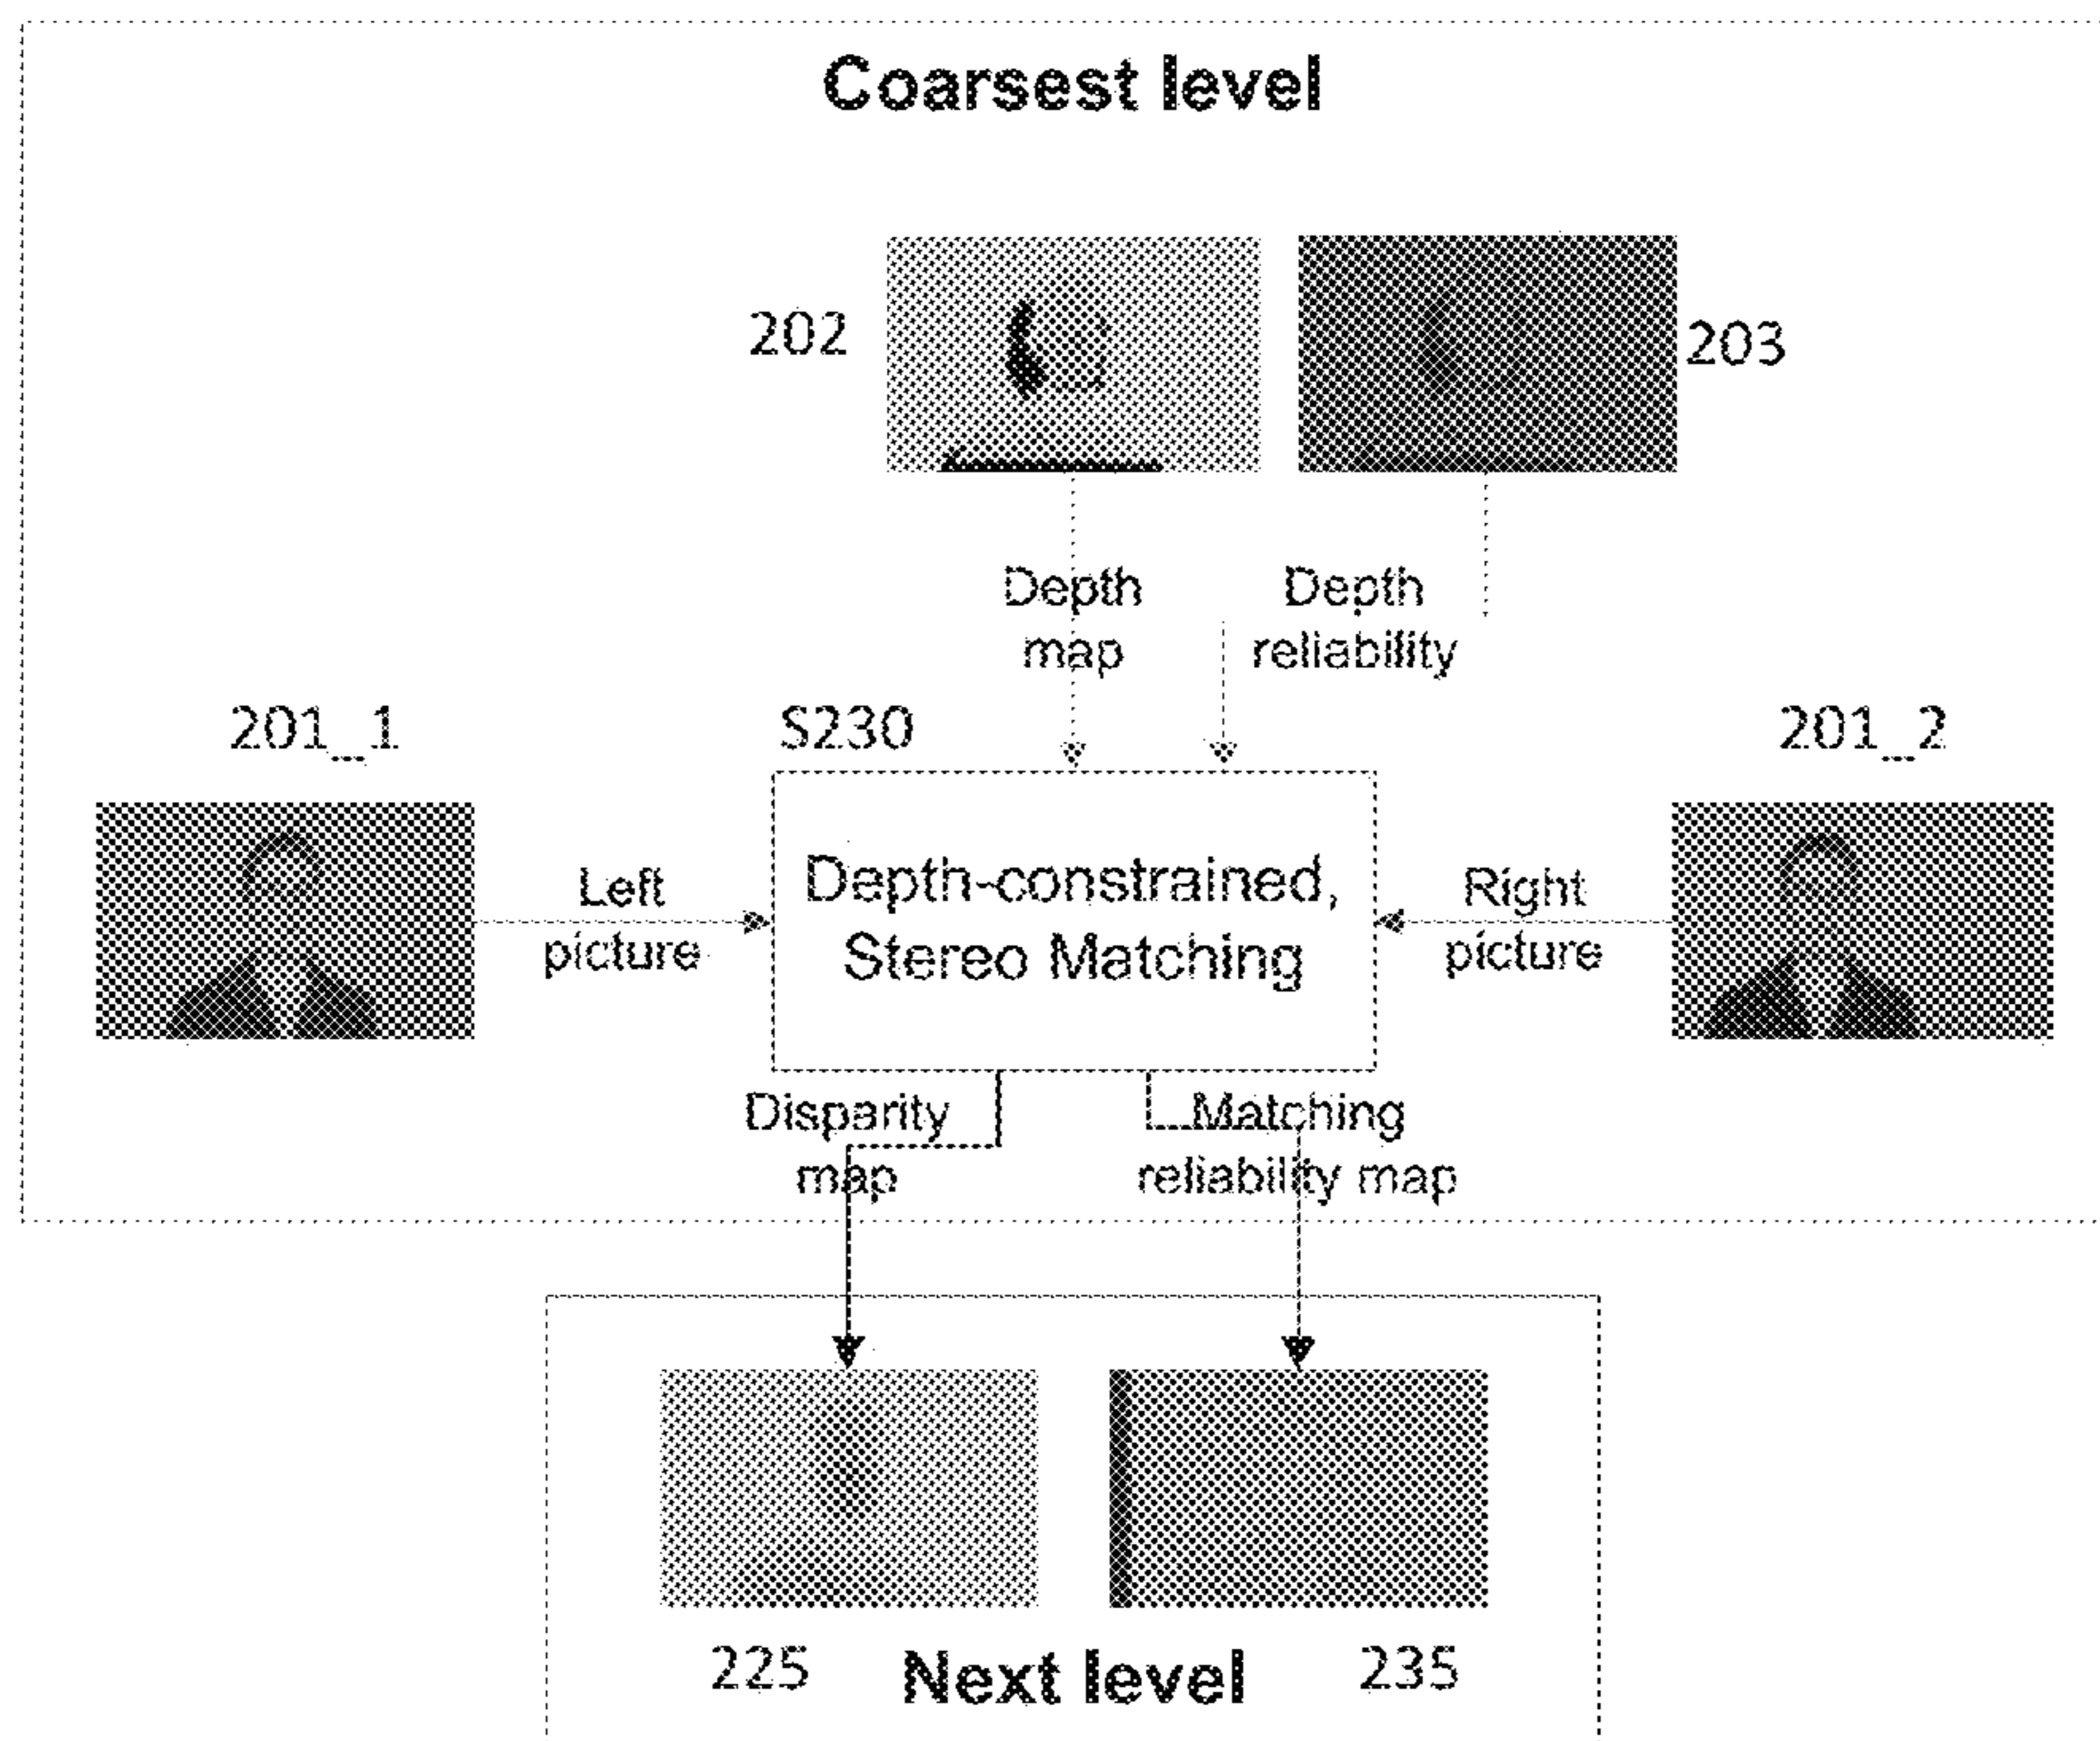 Coarsest level
202
203
Depth
map
Depth
reliability
201_1
S230
201_2
Left
picture
Depth-constrained,
Stereo Matching
Right
picture
Disparity
map
Matching
reliability map
225
Next level
235